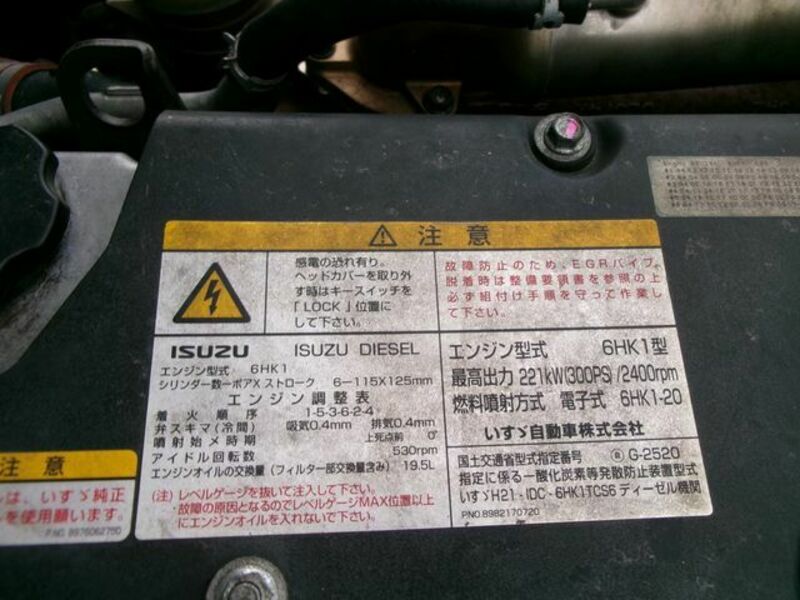 注意
感電の恐れ有り。
ヘッドカバーを取り外
す時はキースイッチを
「LOCK」位置に
して下さい。
故障防止のため、EGRパイプ
脱着時は整備要領書を参照の上
必ず組付け手順を守って作業し
て下さい。
ISUZU ISUZU DIESEL
エンジン型式 6HK1
シリンダー数ーボアX ストローク 6-115X125mm
エンジン調整表
着火順序 1-5-3-6-2-4
弁スキマ(冷間) 吸気0.4mm 排気0.4mm
噴射始メ時期 上死点前 0°
アイドル回転数 530rpm
エンジンオイルの交換量(フィルター部交換量含み) 19.5L
(注)レベルゲージを抜いて注入して下さい。
故障の原因となるのでレベルゲージMAX位置以上
にエンジンオイルを入れないで下さい。
エンジン型式 6HK1型
最高出力 221kW(300PS)/2400rpm
燃料噴射方式 電子式 6HK1-20
いすゞ自動車株式会社
国土交通省型式指定番号 G-2520
指定に係る一酸化炭素等発散防止装置型式
いすゞH21-IDC-6HK1TCS6 ディーゼル機関
PNO.8982170720
注意
は、いすゞ純正
を使用願います。
P.NO. 8976062750